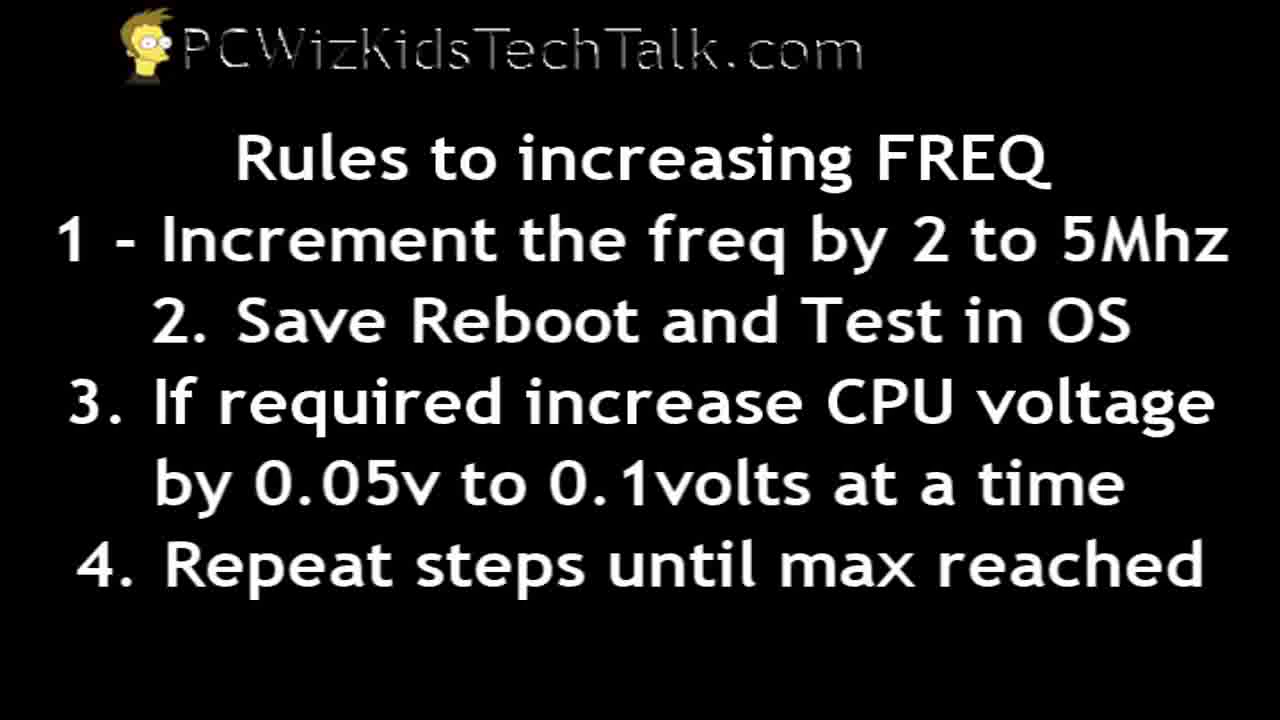 PCWizKidsTechTalk.com
Rules to increasing FREQ
1 - Increment the freq by 2 to 5Mhz
2. Save Reboot and Test in OS
3. If required increase CPU voltage
by 0.05v to 0.1volts at a time
4. Repeat steps until max reached